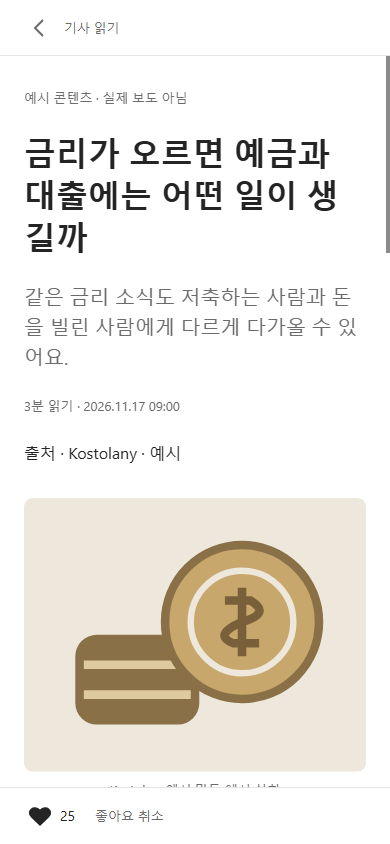 기사 읽기
예시 콘텐츠 · 실제 보도 아님
금리가 오르면 예금과
대출에는 어떤 일이 생
길까
같은 금리 소식도 저축하는 사람과 돈
을 빌린 사람에게 다르게 다가올 수 있
어요.
3분 읽기 · 2026.11.17 09:00
출처 · Kostolany · 예시
25 좋아요 취소